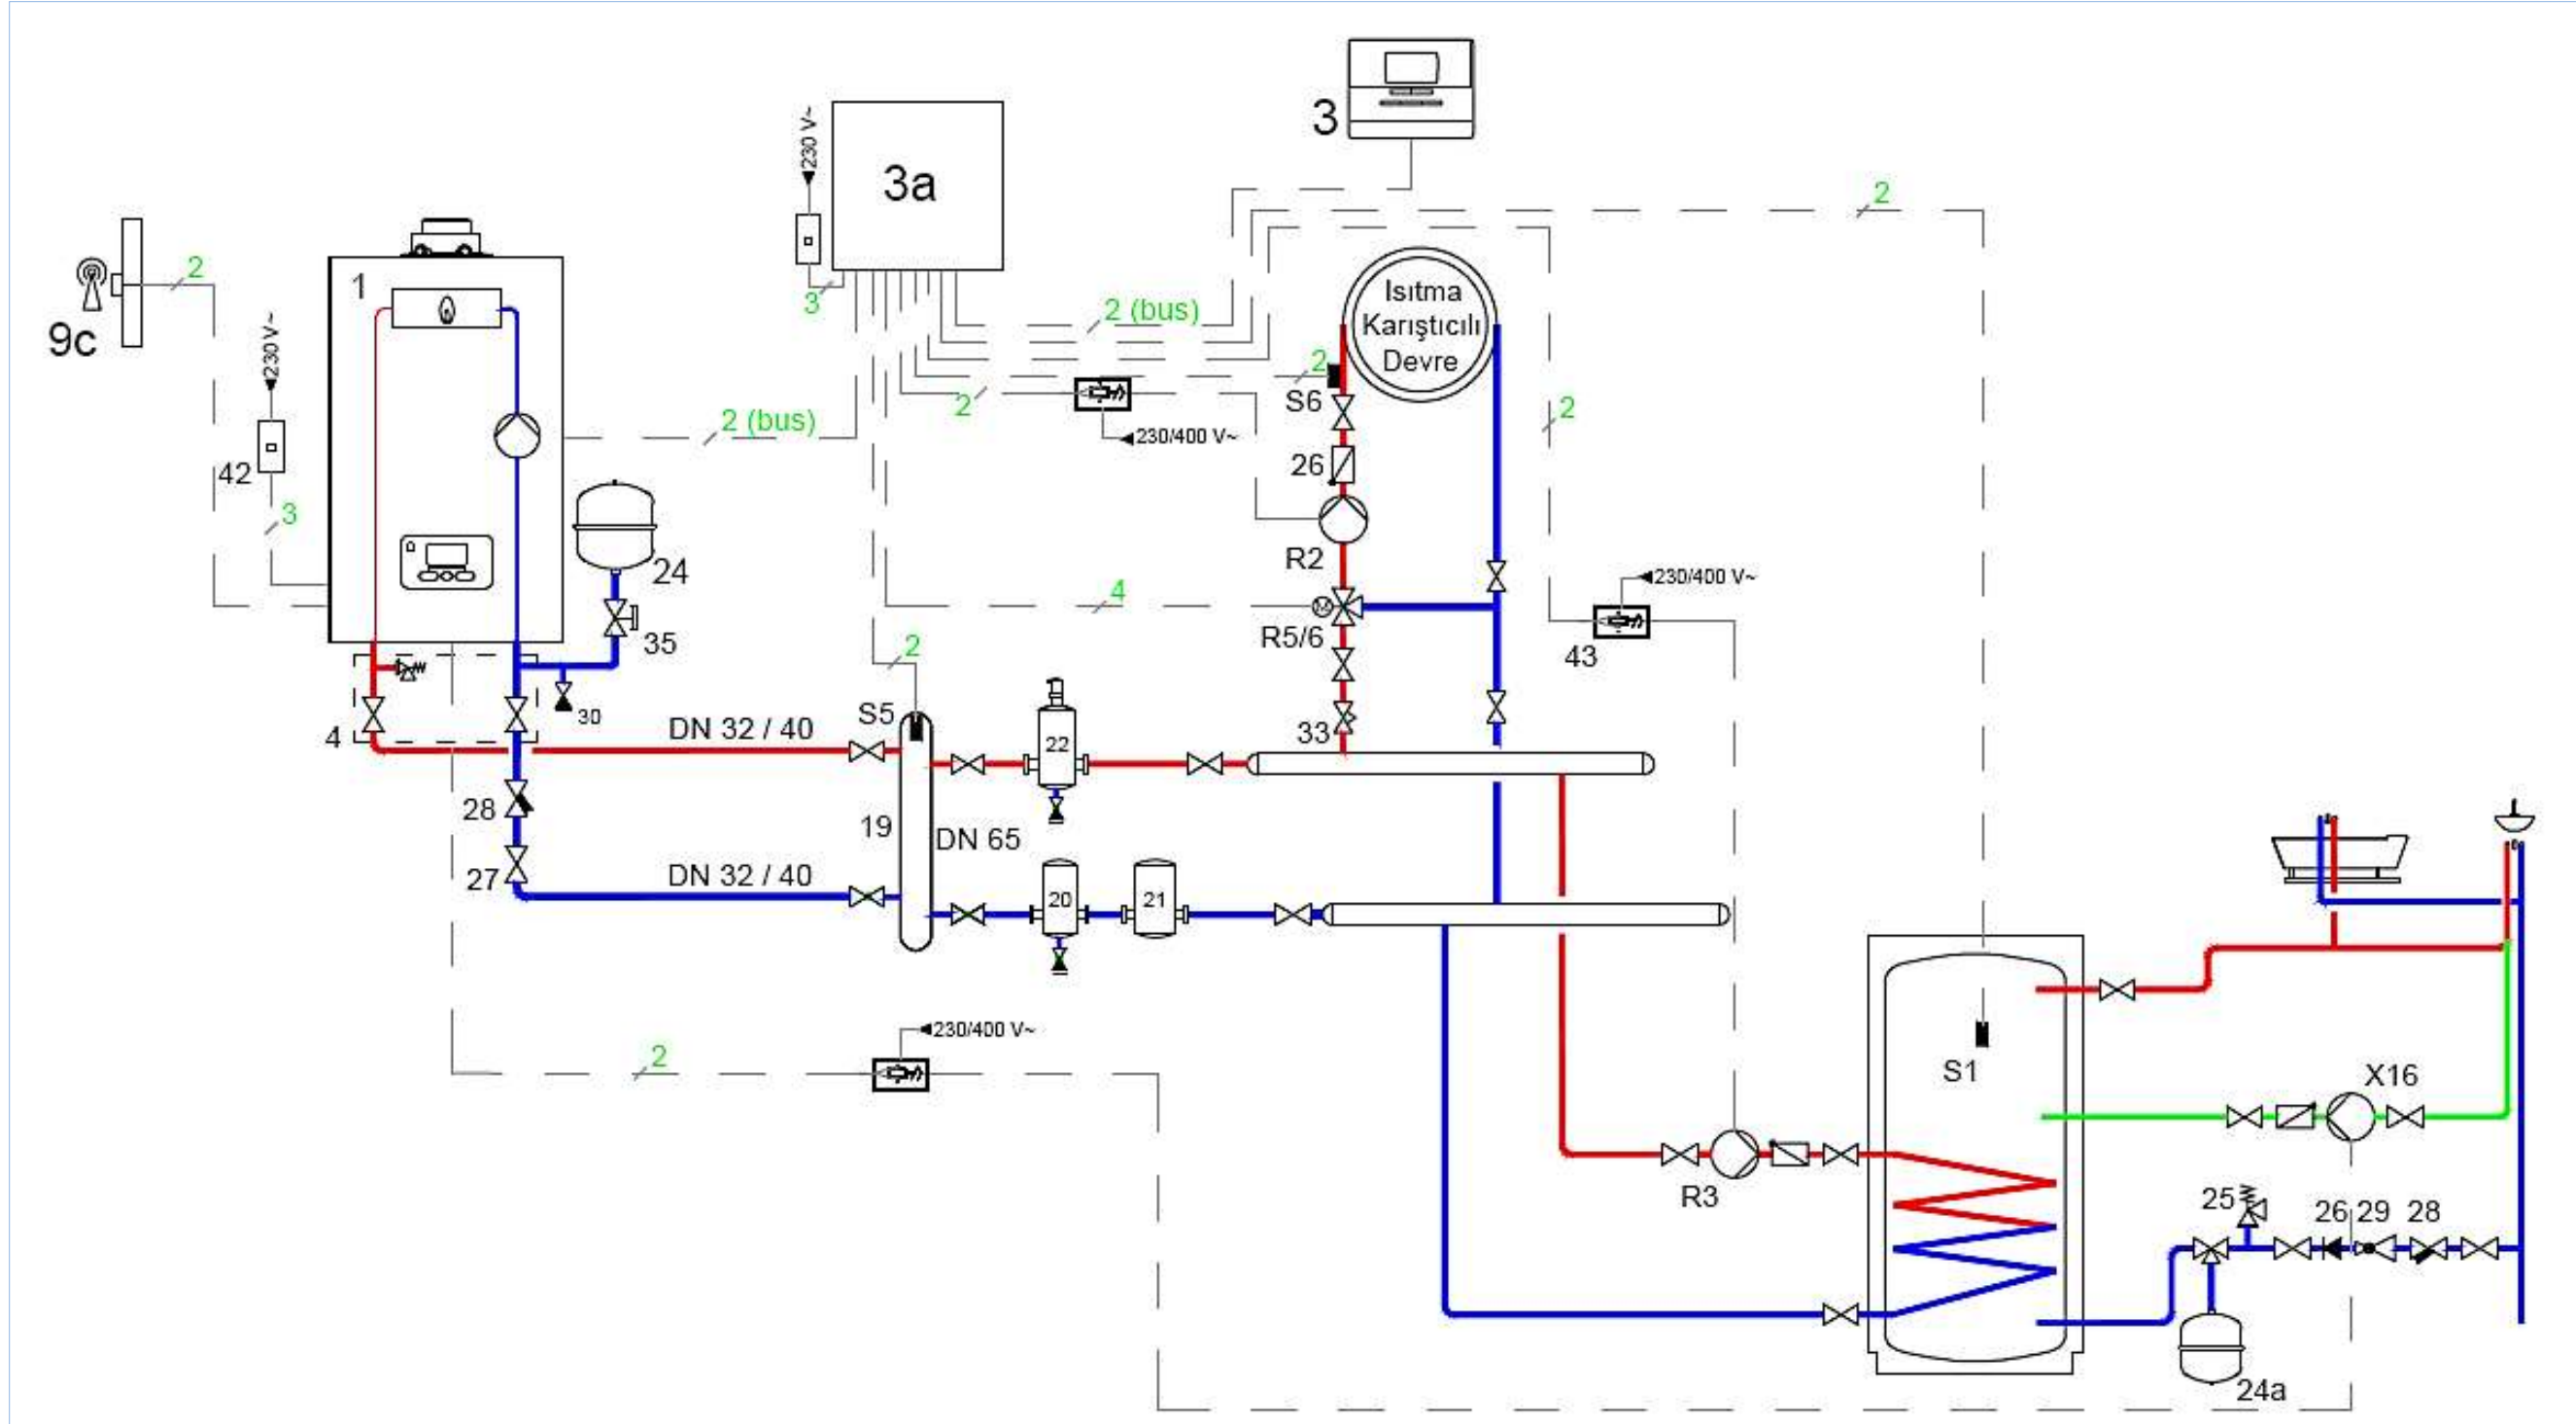 3
230 V~
3a
2
1
2
9c
230 V~
3
2 (bus)
Isıtma
Karıştıcılı
Devre
2
2
S6
2
2 (bus)
230/400 V~
26
42
3
R2
24
4
230/400 V~
R5/6
35
2
43
30
S5
DN 32 / 40
4
33
22
28
19
DN 65
27
DN 32 / 40
20
21
230/400 V~
2
S1
X16
R3
25
26
29
28
24a